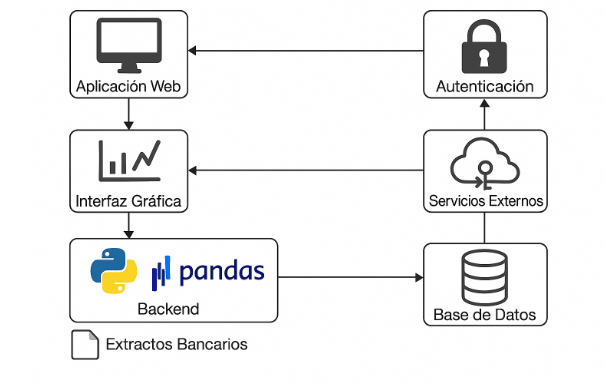 Aplicación Web
Autenticación
Interfaz Gráfica
Servicios Externos
pandas
Backend
Base de Datos
Extractos Bancarios